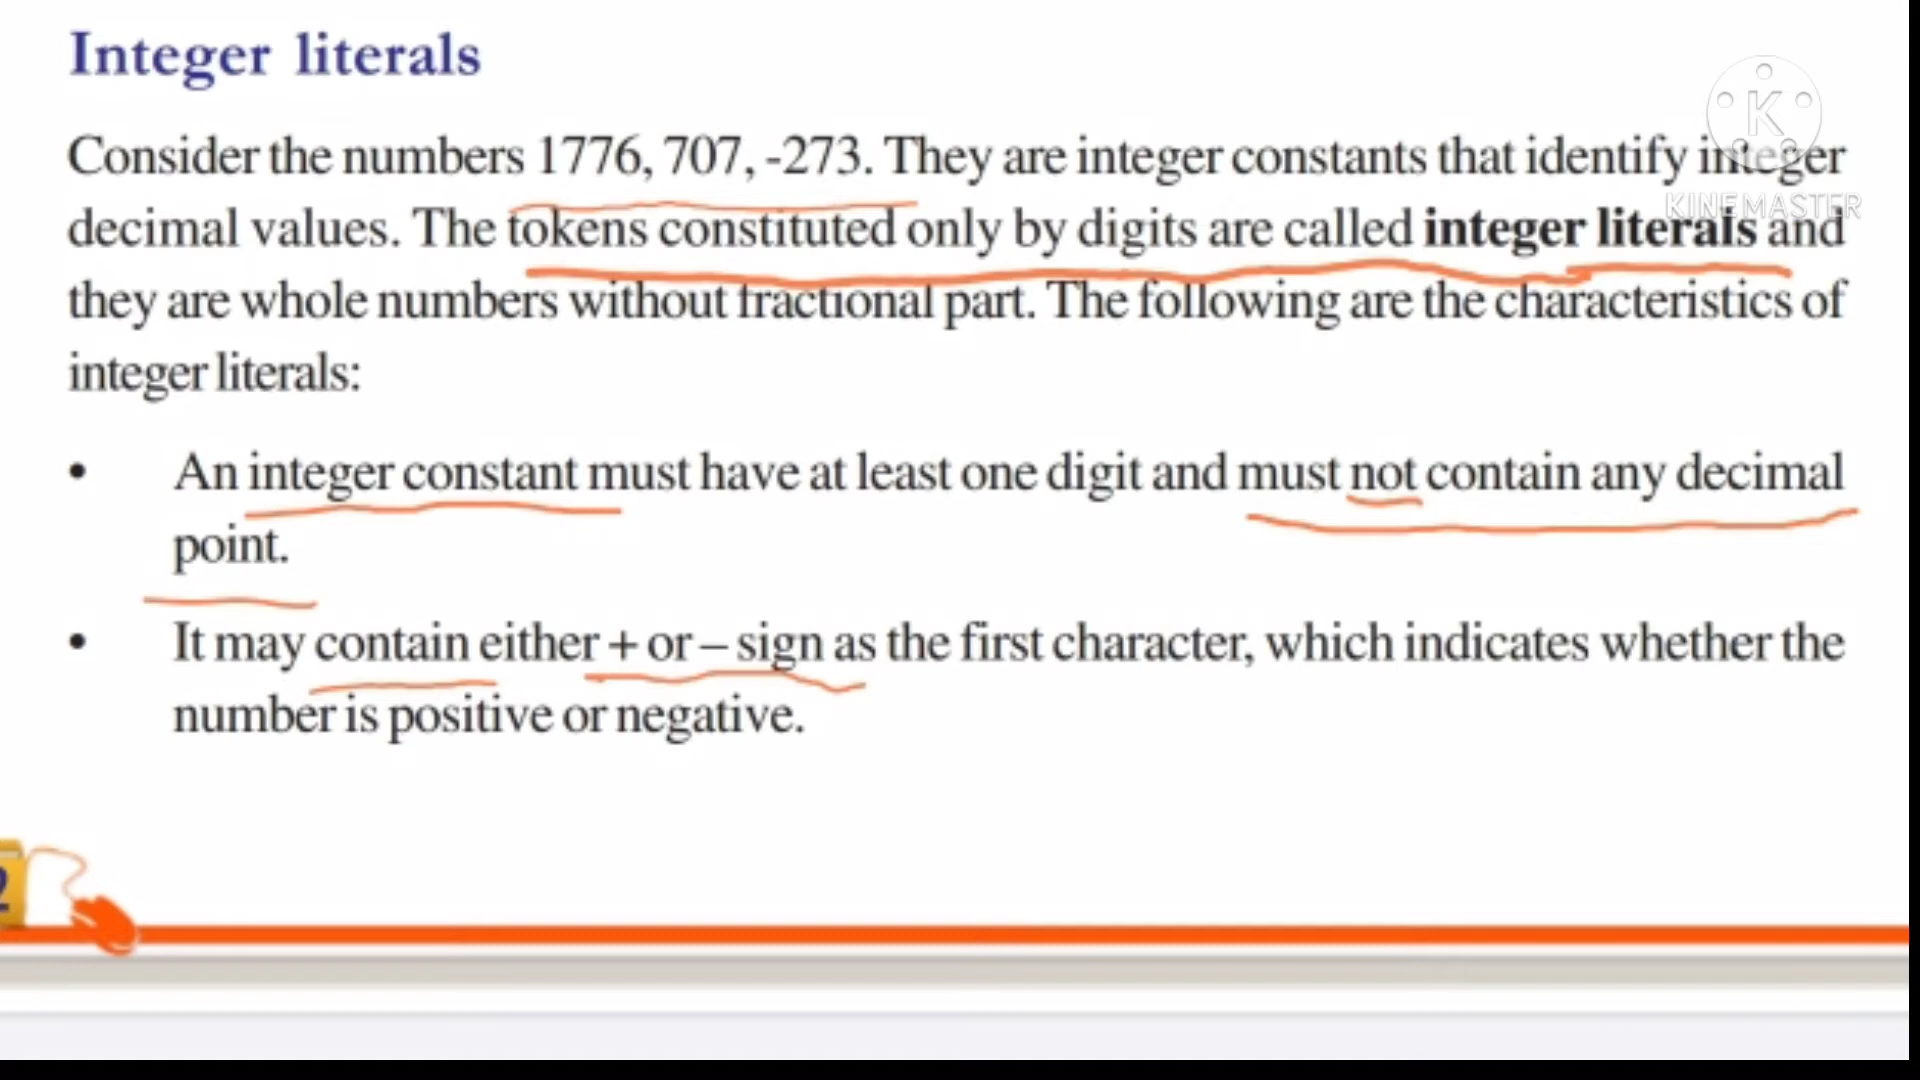 Integer literals
Consider the numbers 1776, 707, -273. They are integer constants that identify integer
decimal values. The tokens constituted only by digits are called integer literals and
they are whole numbers without fractional part. The following are the characteristics of
integer literals:
• An integer constant must have at least one digit and must not contain any decimal
point.
• It may contain either + or – sign as the first character, which indicates whether the
number is positive or negative.
K
KINEMASTER
2